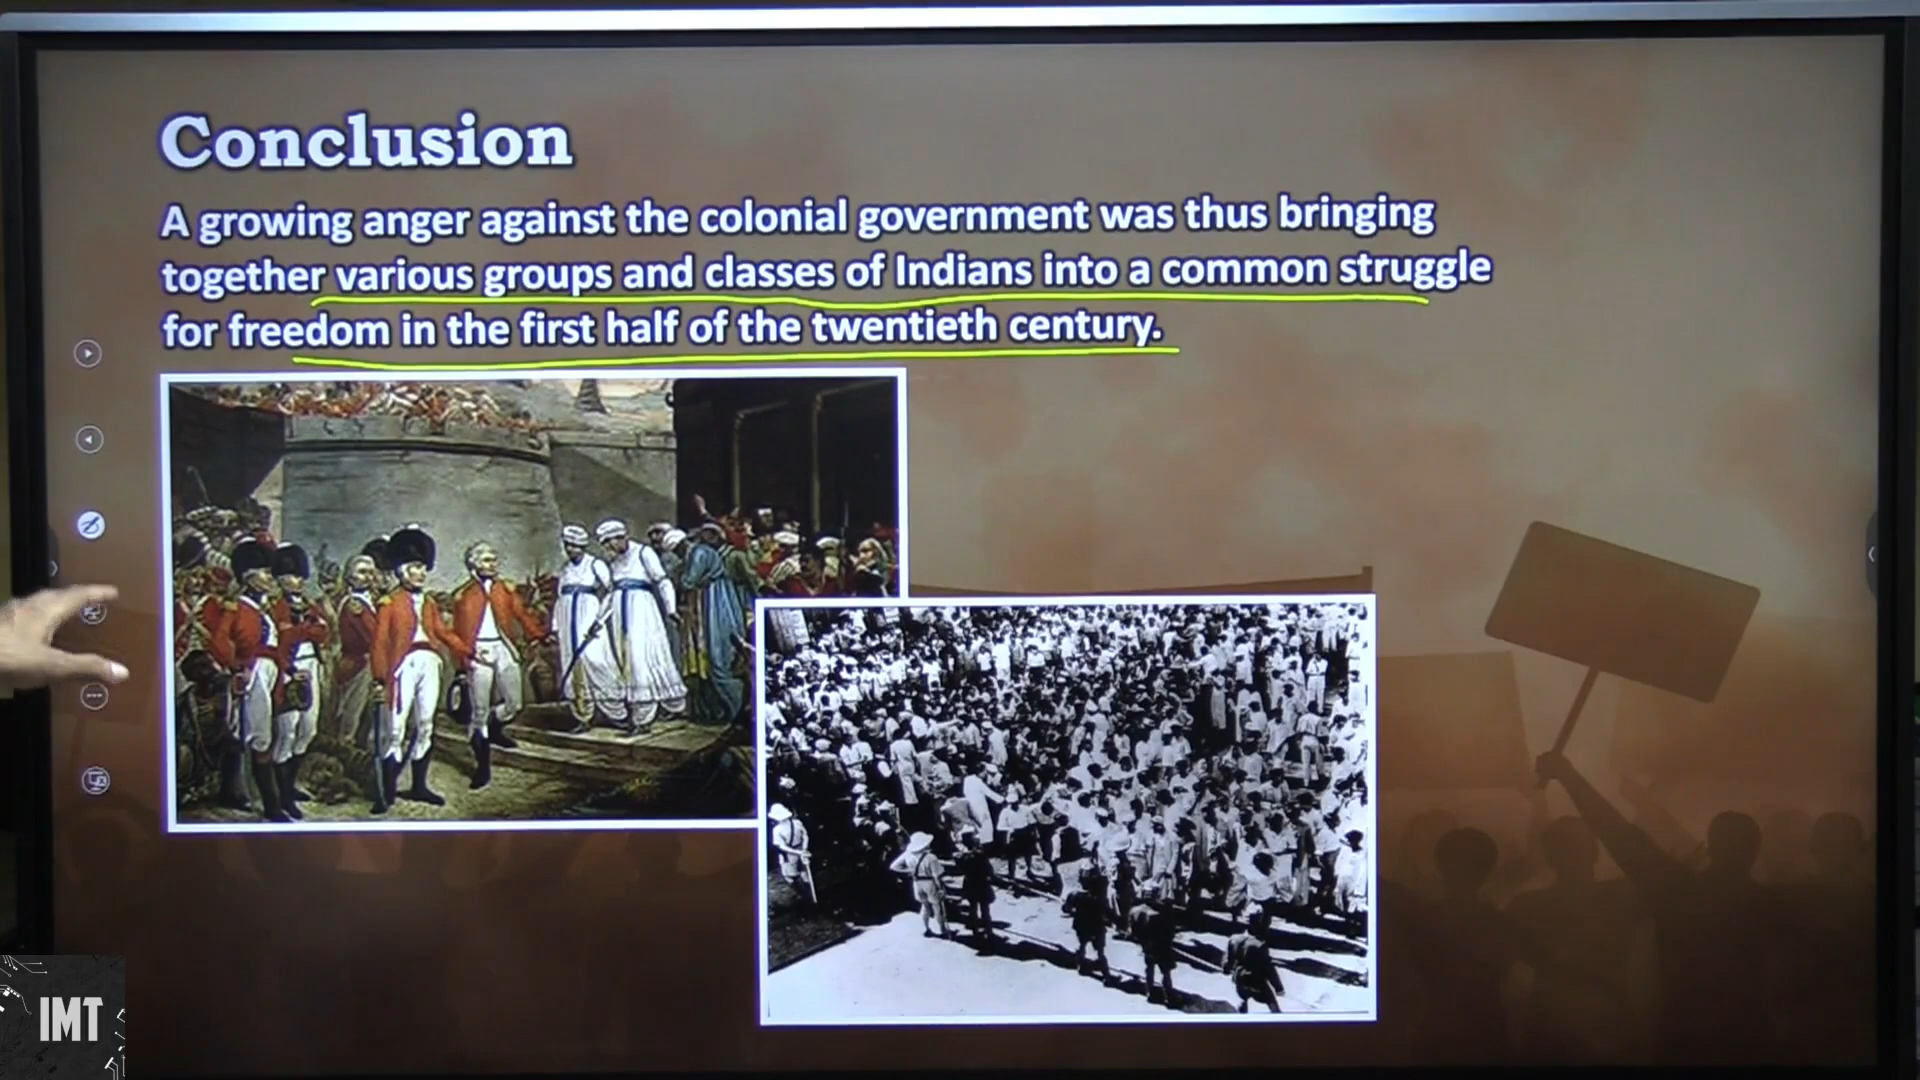 Conclusion
A growing anger against the colonial government was thus bringing
together various groups and classes of Indians into a common struggle
for freedom in the first half of the twentieth century.
IMT